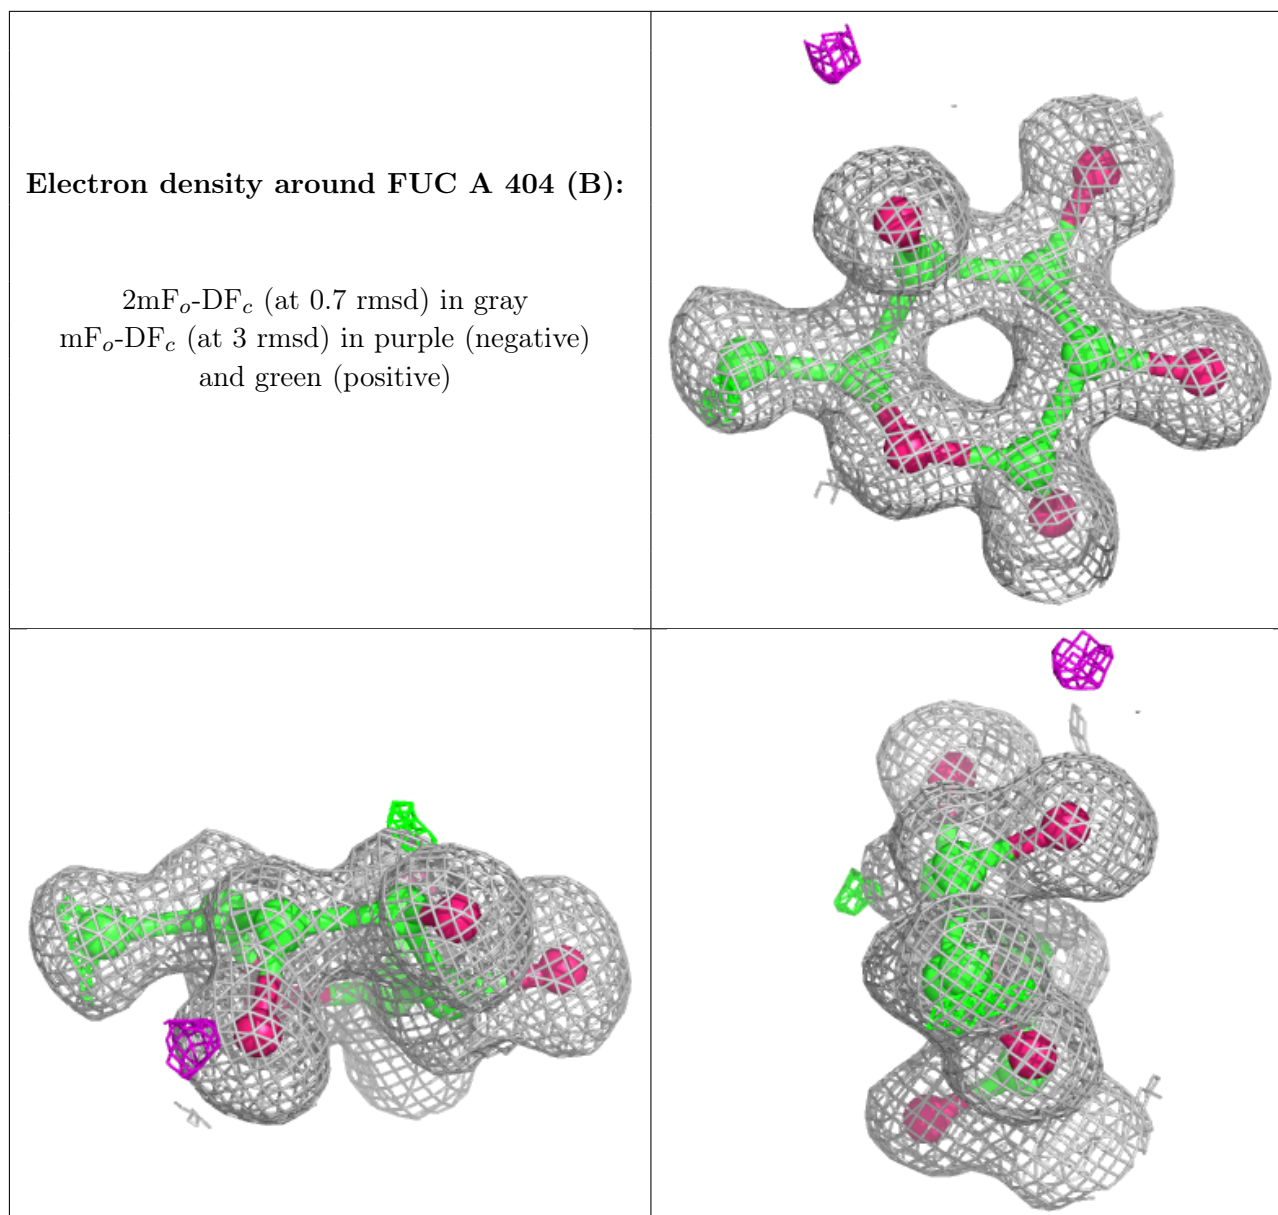 Electron density around FUC A 404 (B):
2mFo-DFc (at 0.7 rmsd) in gray
mFo-DFc (at 3 rmsd) in purple (negative)
and green (positive)